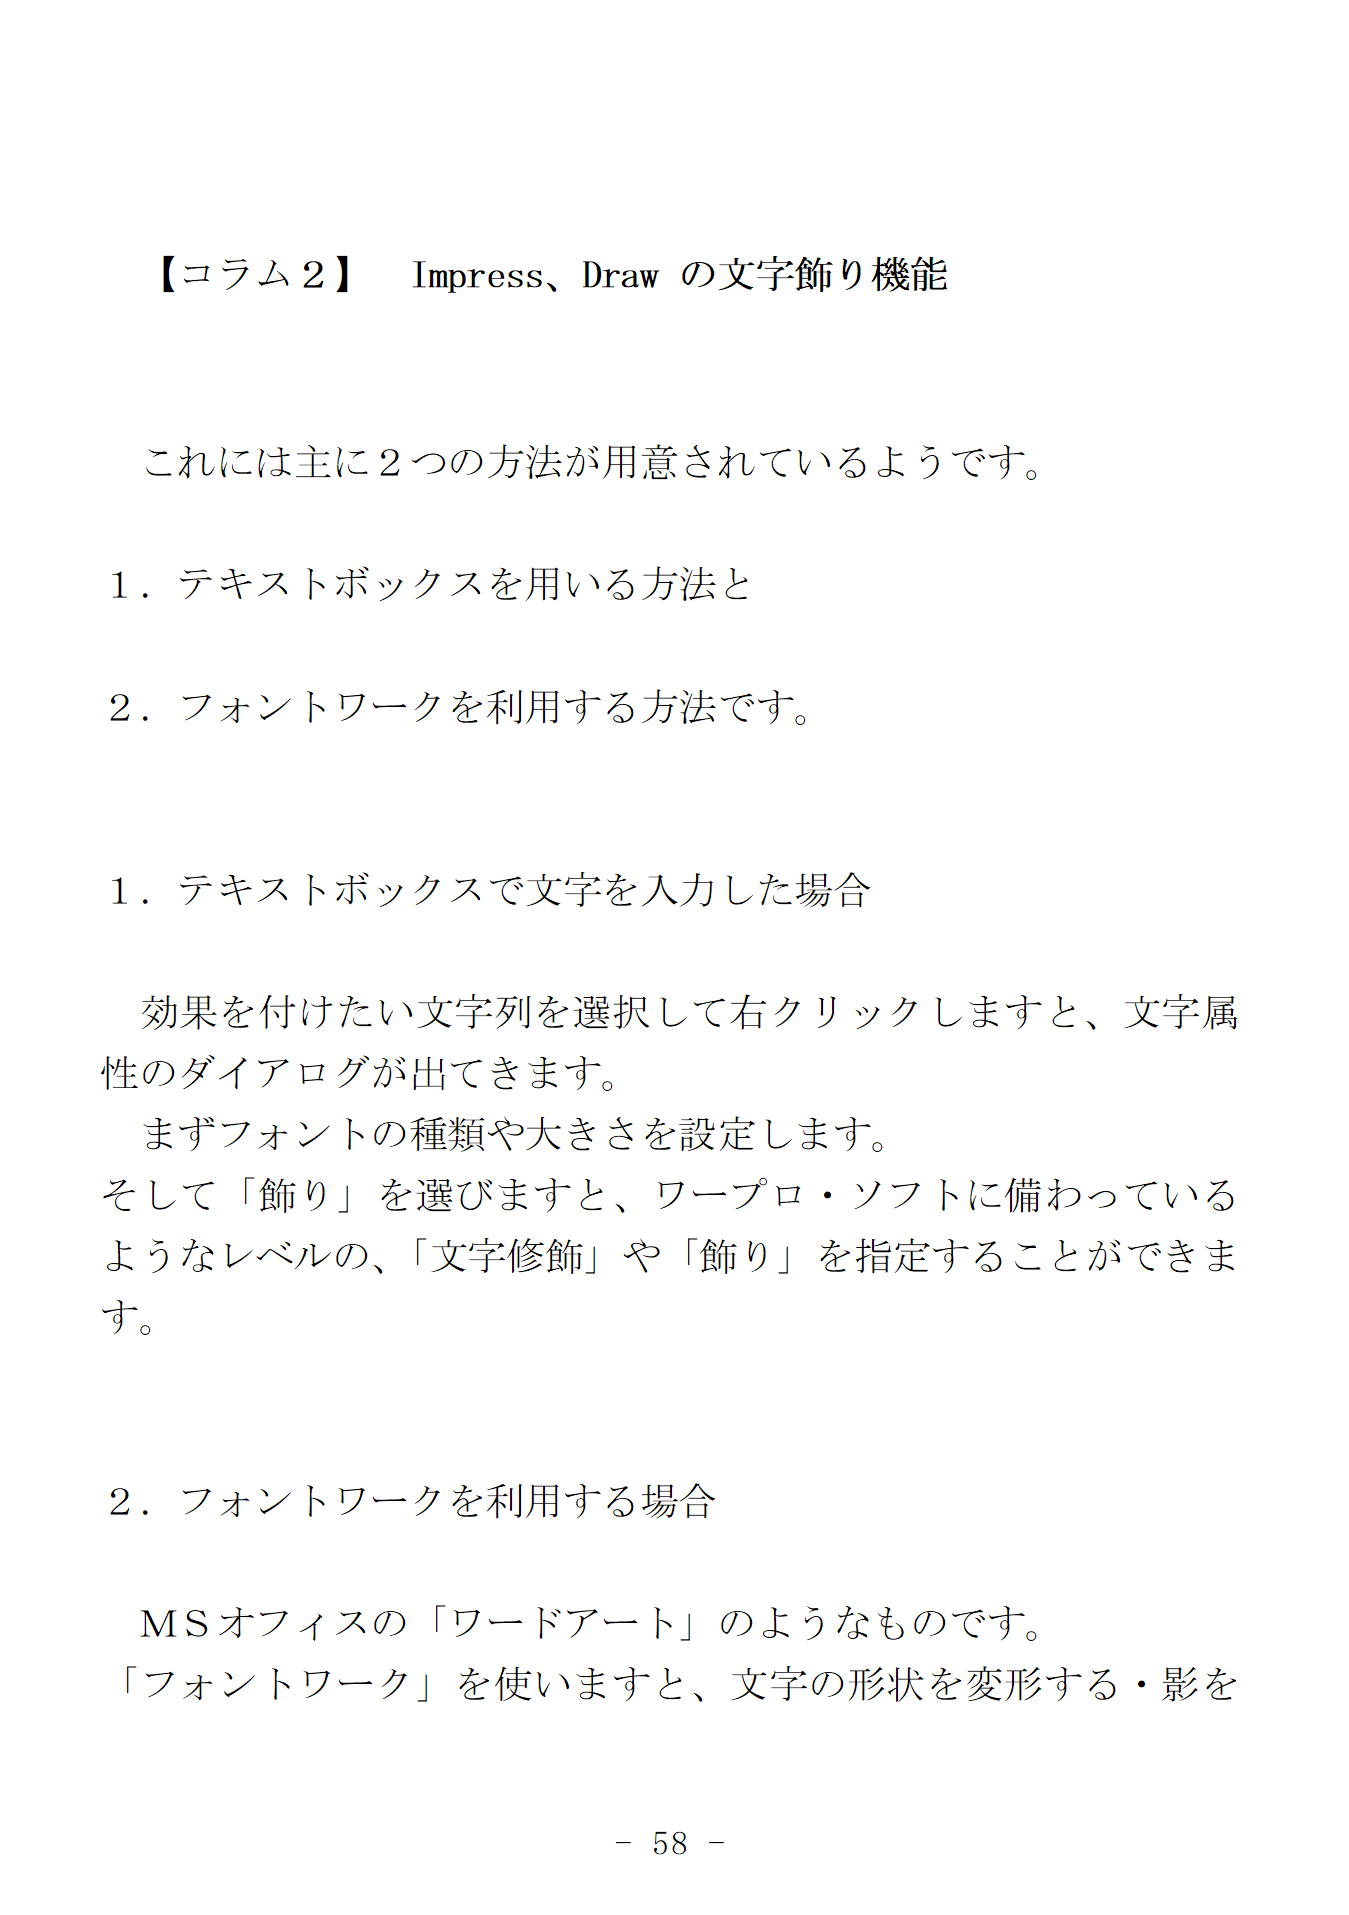 【コラム２】　Impress、Draw の文字飾り機能
これには主に２つの方法が用意されているようです。
１．テキストボックスを用いる方法と
２．フォントワークを利用する方法です。
１．テキストボックスで文字を入力した場合
効果を付けたい文字列を選択して右クリックしますと、文字属
性のダイアログが出てきます。
まずフォントの種類や大きさを設定します。
そして「飾り」を選びますと、ワープロ・ソフトに備わっている
ようなレベルの、「文字修飾」や「飾り」を指定することができま
す。
２．フォントワークを利用する場合
ＭＳオフィスの「ワードアート」のようなものです。
「フォントワーク」を使いますと、文字の形状を変形する・影を
- 58 -